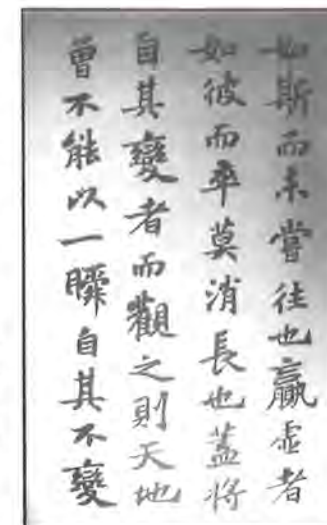 如斯而未嘗往也贏虛者
如彼而卒莫消長也蓋將
自其變者而觀之則天地
曾不能以一瞬自其不變